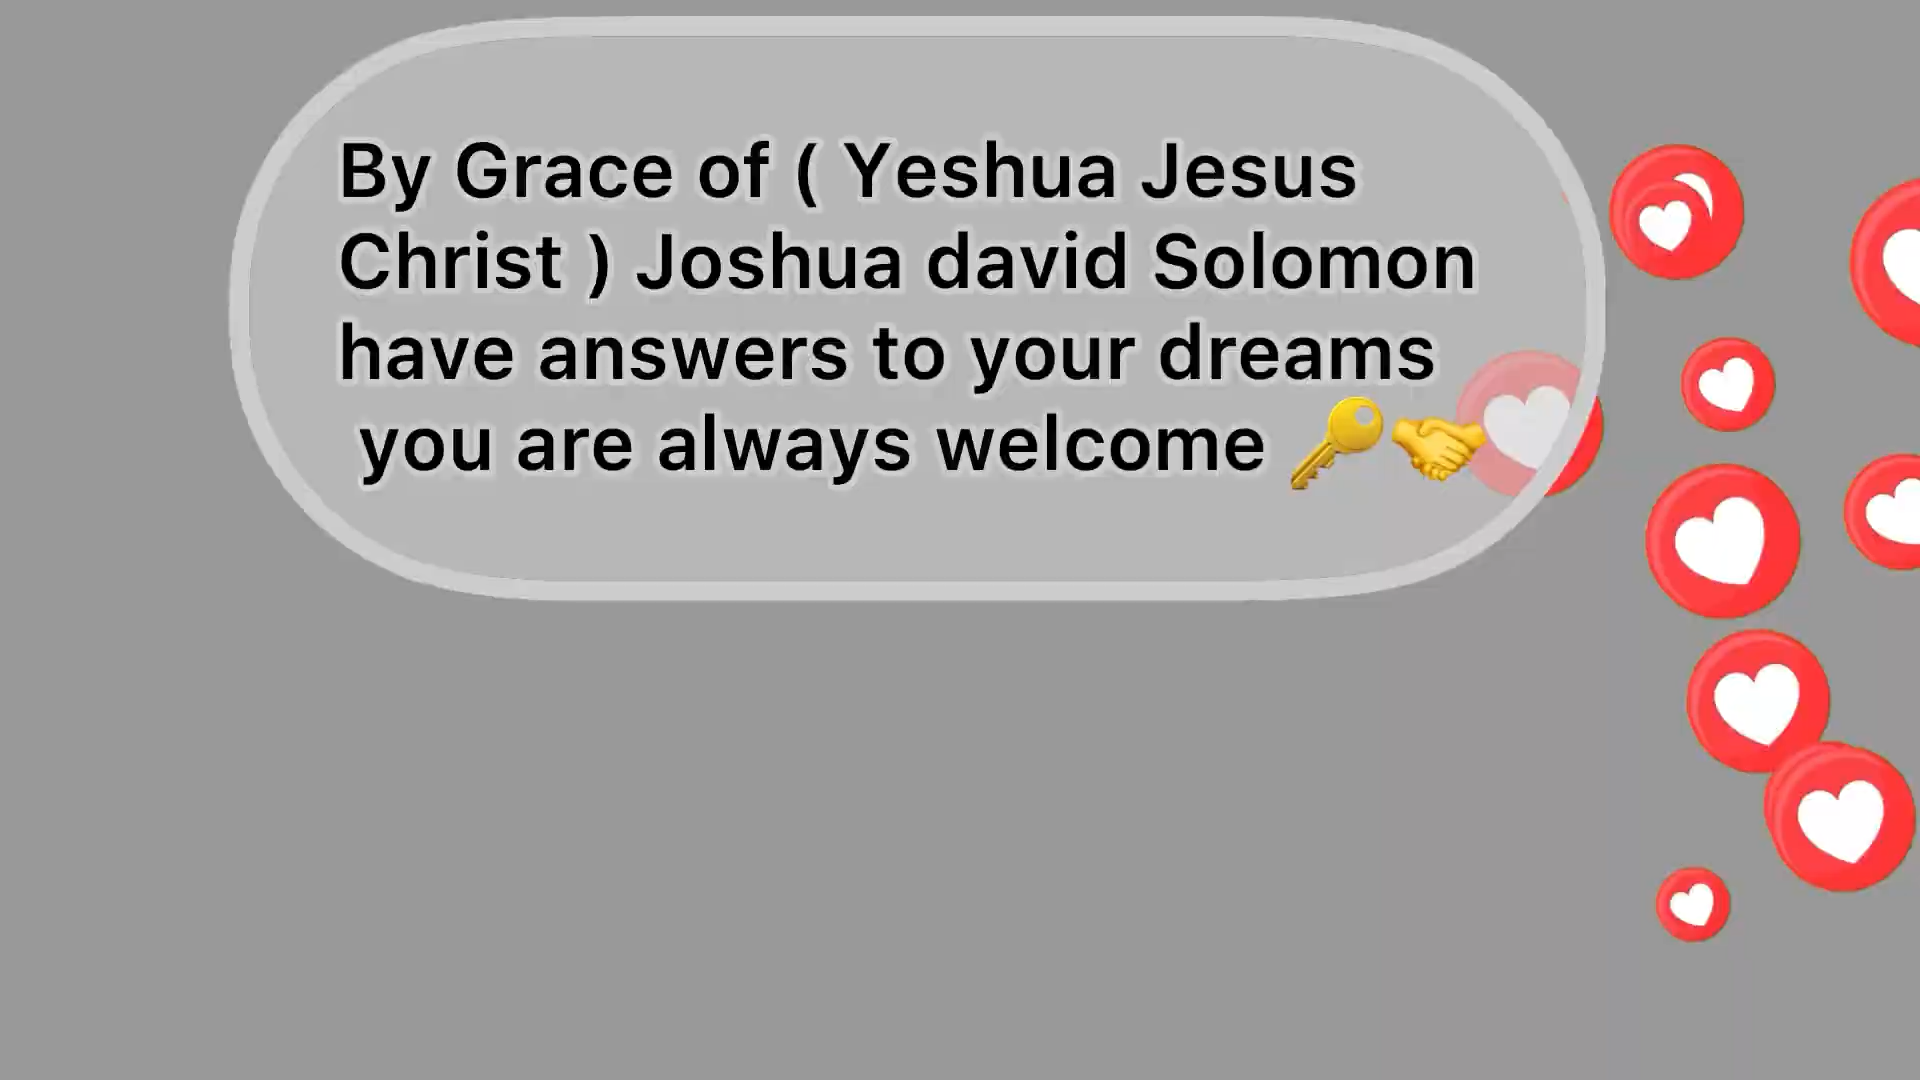 By Grace of ( Yeshua Jesus
Christ ) Joshua david Solomon
have answers to your dreams
you are always welcome 🔑🤝